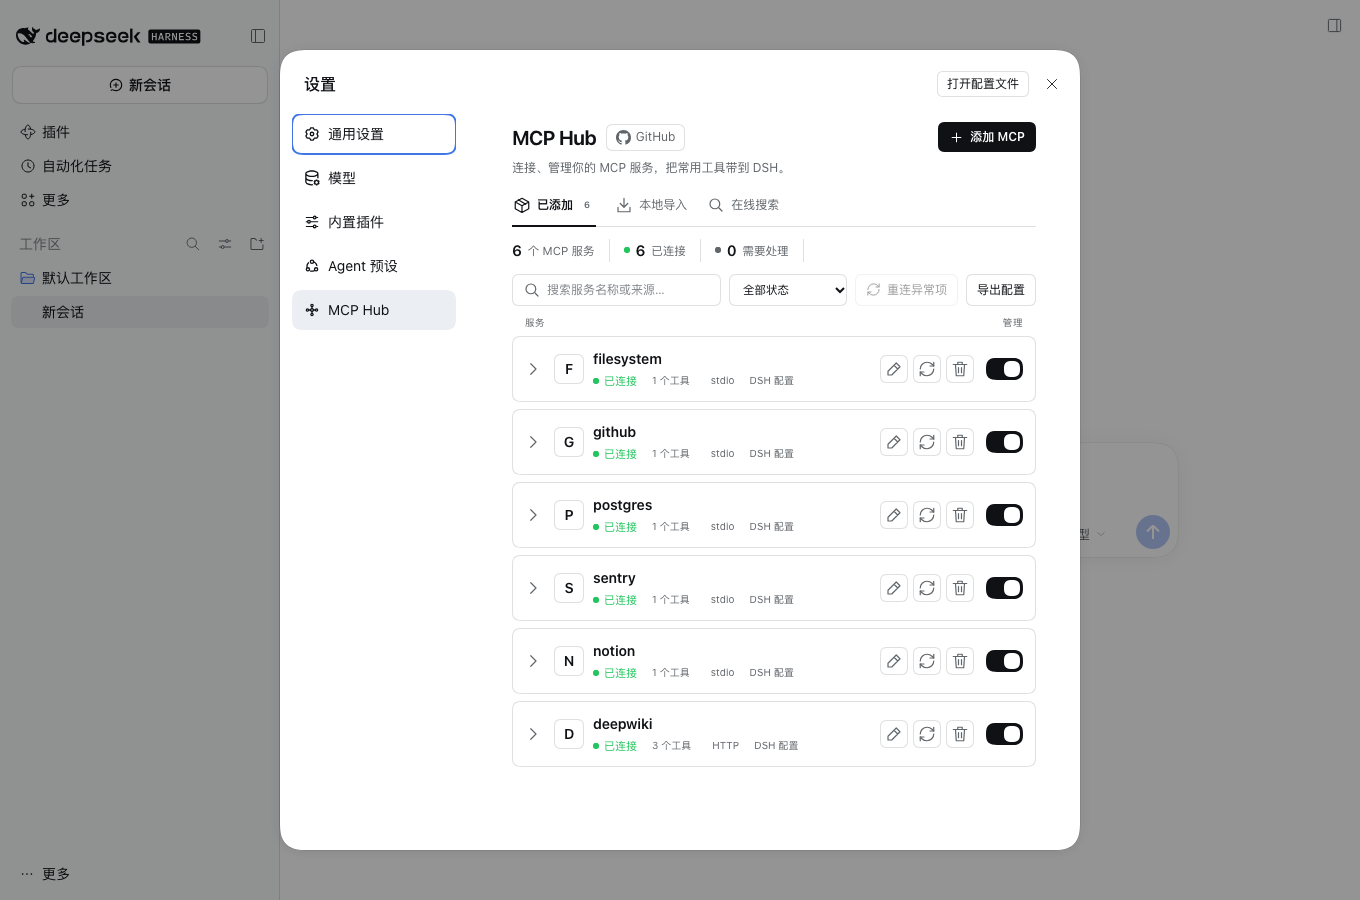 deepseek HARNESS
新会话
插件
自动化任务
更多
工作区
默认工作区
新会话
更多
型
设置
打开配置文件
通用设置
模型
内置插件
Agent 预设
MCP Hub
MCP Hub GitHub
添加 MCP
连接、管理你的 MCP 服务，把常用工具带到 DSH。
已添加 6 本地导入 在线搜索
6 个 MCP 服务 6 已连接 0 需要处理
搜索服务名称或来源... 全部状态 重连异常项 导出配置
服务 管理
F filesystem
已连接 1 个工具 stdio DSH 配置
G github
已连接 1 个工具 stdio DSH 配置
P postgres
已连接 1 个工具 stdio DSH 配置
S sentry
已连接 1 个工具 stdio DSH 配置
N notion
已连接 1 个工具 stdio DSH 配置
D deepwiki
已连接 3 个工具 HTTP DSH 配置